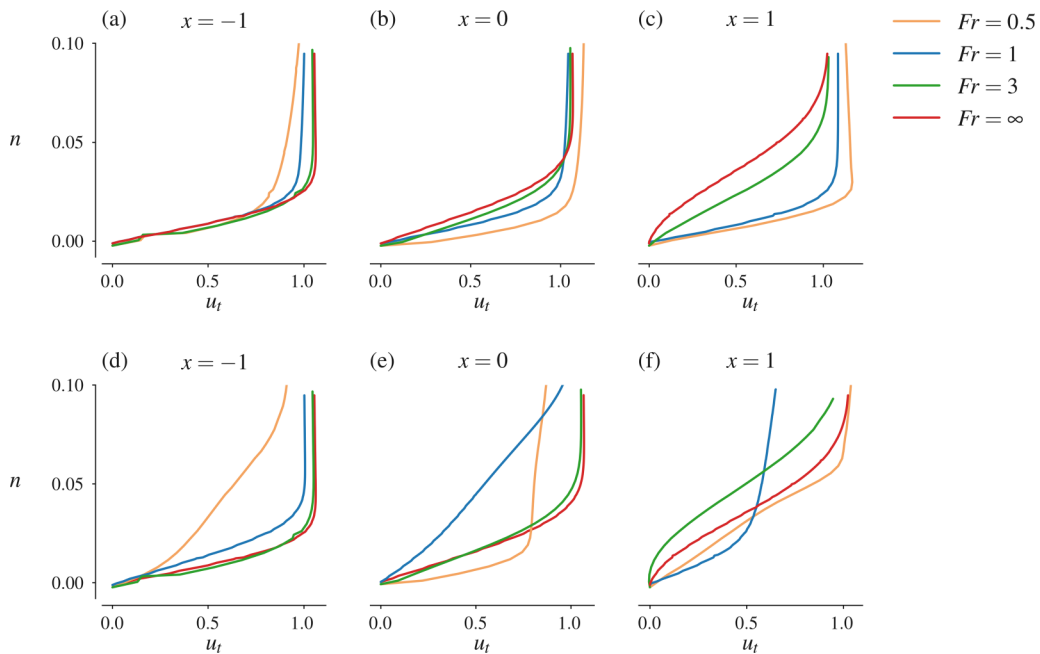 (a) x = −1
(b) x = 0
(c) x = 1
Fr = 0.5
Fr = 1
Fr = 3
Fr = ∞
n
0.10
0.05
0.00
0.0 0.5 1.0
u_t
0.0 0.5 1.0
u_t
0.0 0.5 1.0
u_t
(d) x = −1
(e) x = 0
(f) x = 1
n
0.10
0.05
0.00
0.0 0.5 1.0
u_t
0.0 0.5 1.0
u_t
0.0 0.5 1.0
u_t